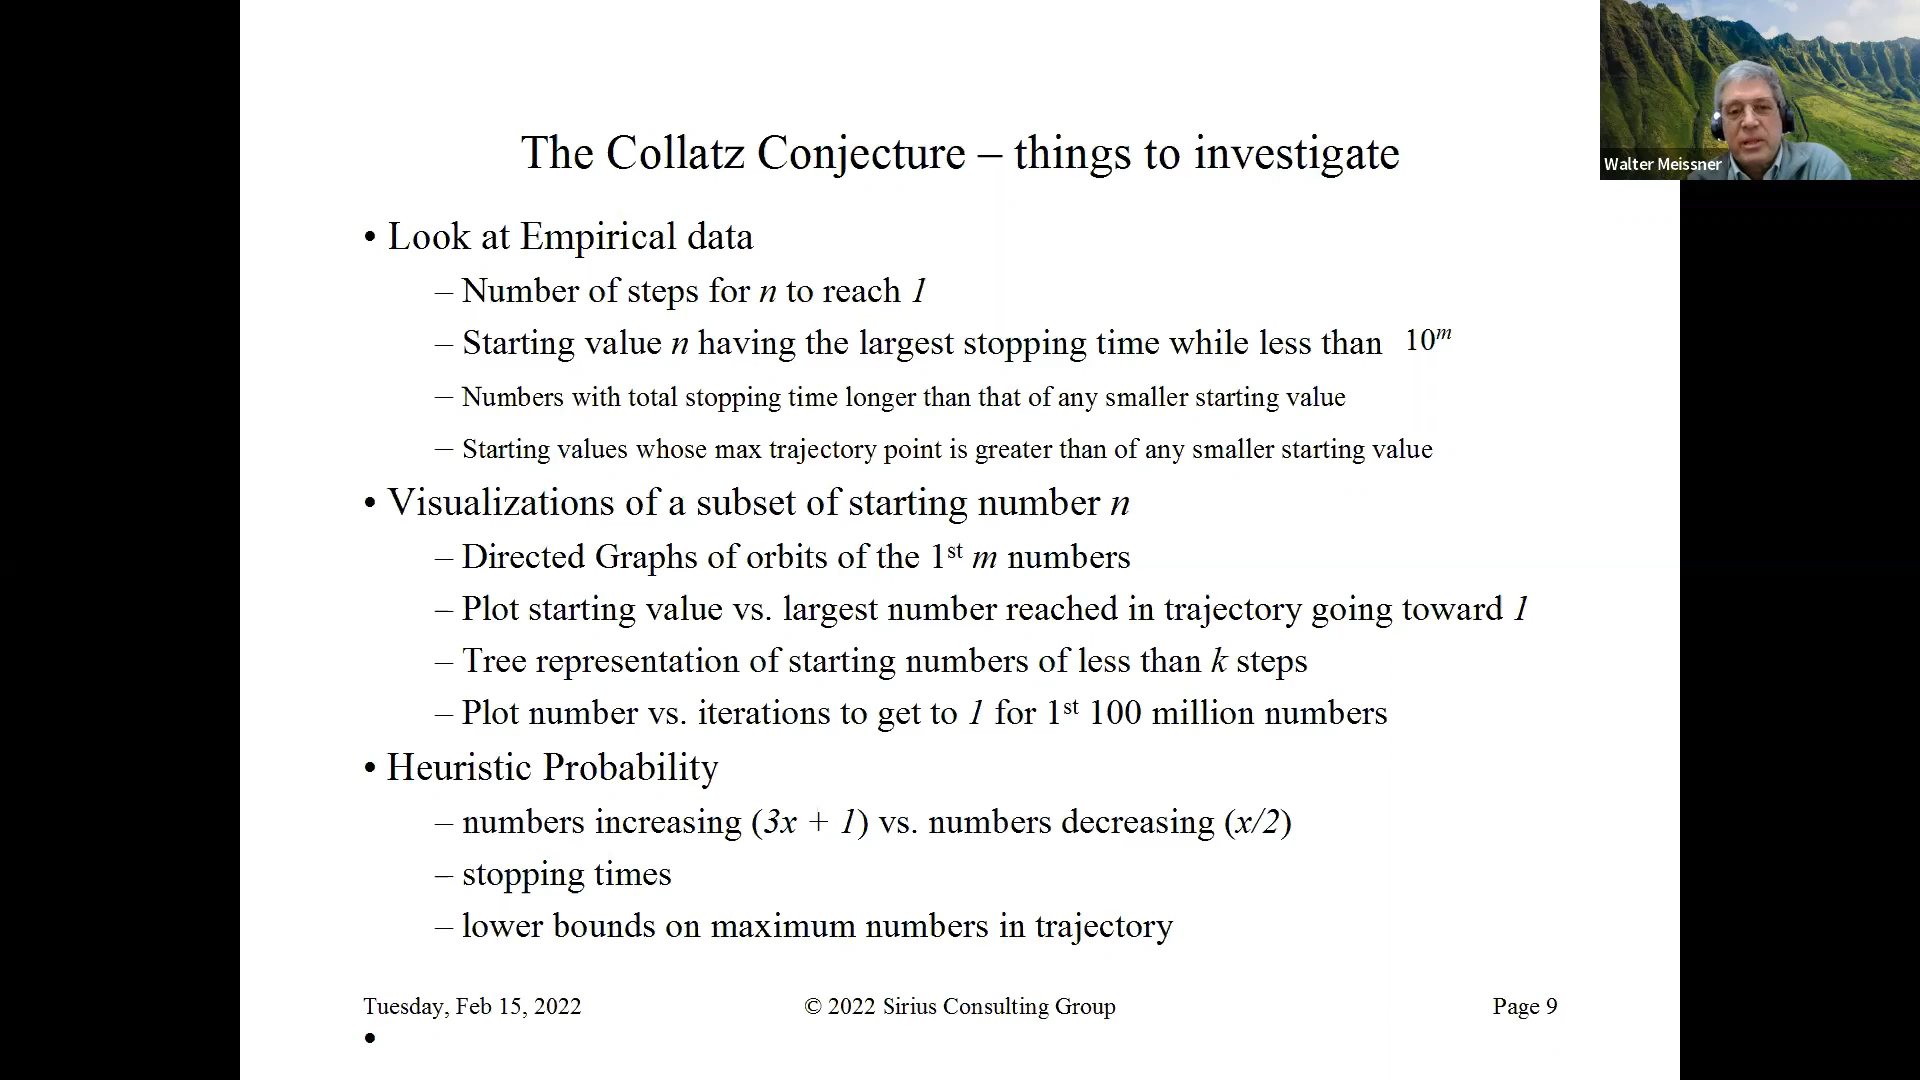 The Collatz Conjecture – things to investigate
Walter Meissner
• Look at Empirical data
– Number of steps for n to reach 1
– Starting value n having the largest stopping time while less than 10^m
– Numbers with total stopping time longer than that of any smaller starting value
– Starting values whose max trajectory point is greater than of any smaller starting value
• Visualizations of a subset of starting number n
– Directed Graphs of orbits of the 1st m numbers
– Plot starting value vs. largest number reached in trajectory going toward 1
– Tree representation of starting numbers of less than k steps
– Plot number vs. iterations to get to 1 for 1st 100 million numbers
• Heuristic Probability
– numbers increasing (3x + 1) vs. numbers decreasing (x/2)
– stopping times
– lower bounds on maximum numbers in trajectory
Tuesday, Feb 15, 2022 © 2022 Sirius Consulting Group Page 9
•